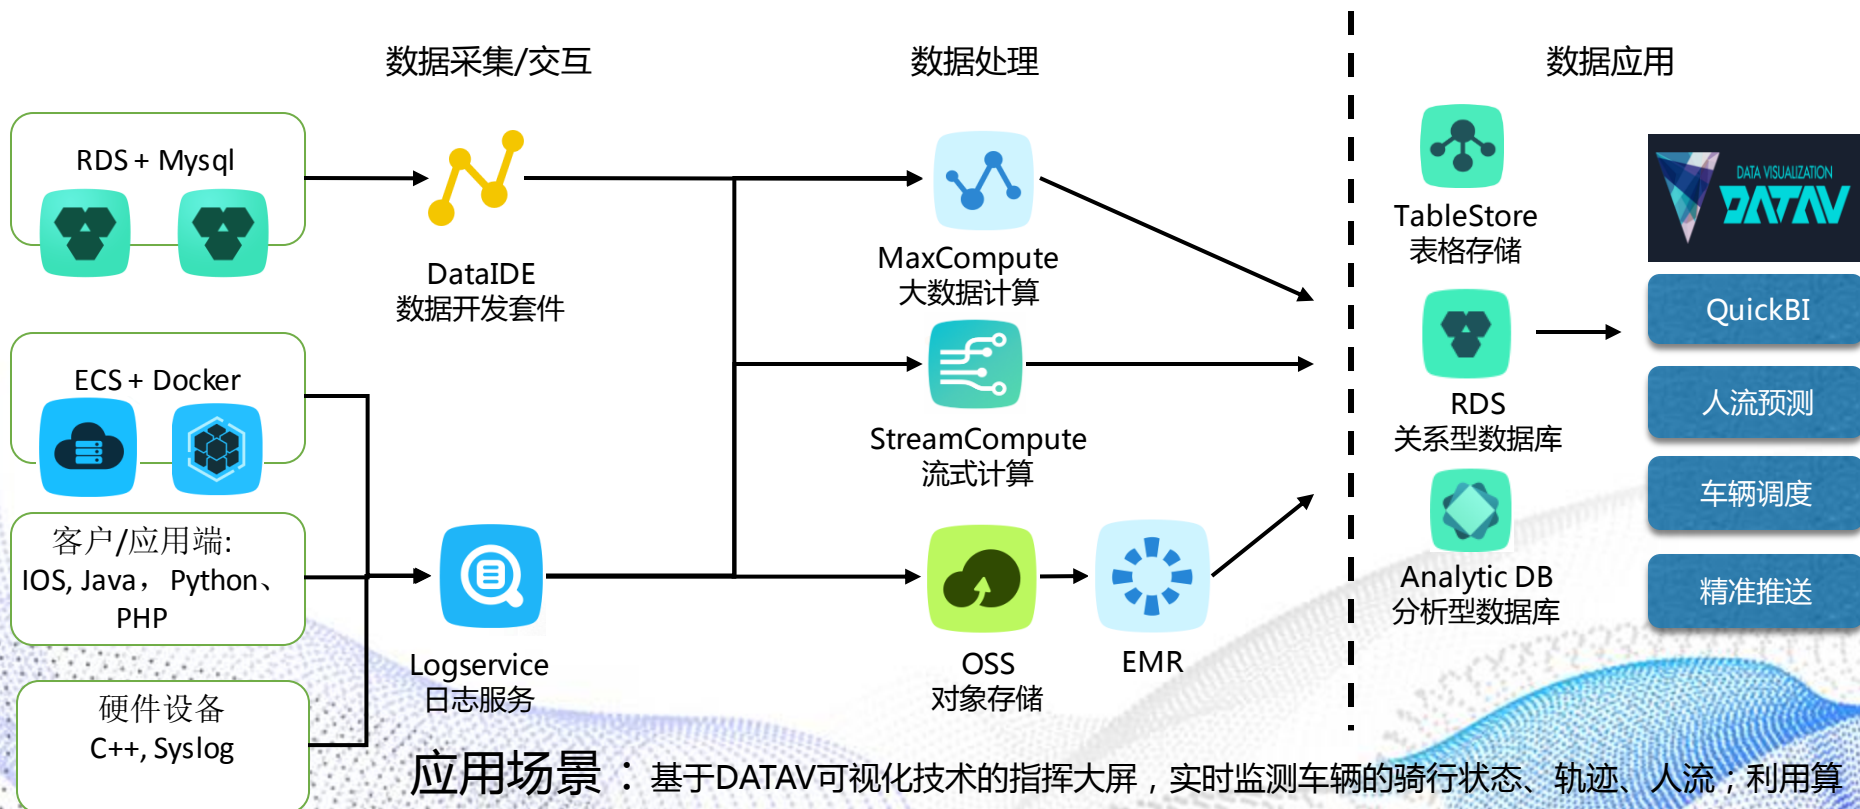 数据采集/交互
数据处理
数据应用
RDS + Mysql
DataIDE
数据开发套件
MaxCompute
大数据计算
TableStore
表格存储
DATA VISUALIZATION
DATAV
QuickBI
ECS + Docker
StreamCompute
流式计算
RDS
关系型数据库
人流预测
车辆调度
客户/应用端:
IOS, Java，Python、
PHP
Logservice
日志服务
OSS
对象存储
EMR
Analytic DB
分析型数据库
精准推送
硬件设备
C++, Syslog
应用场景：基于DATAV可视化技术的指挥大屏，实时监测车辆的骑行状态、轨迹、人流；利用算